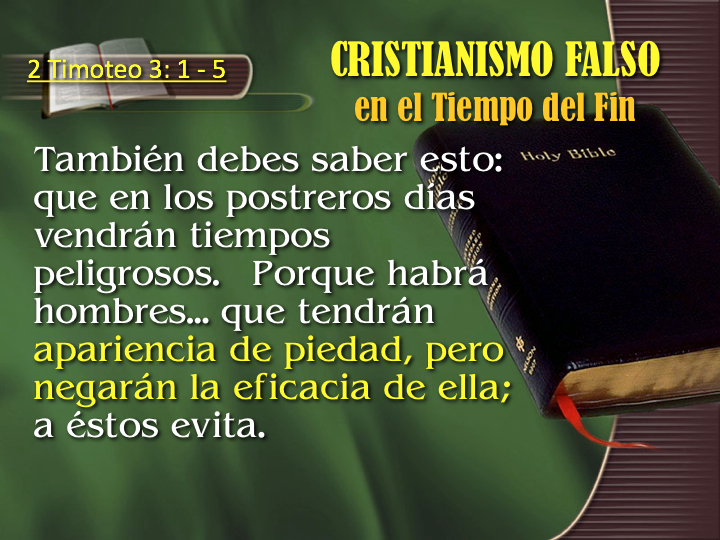 2 Timoteo 3: 1 - 5
CRISTIANISMO FALSO
en el Tiempo del Fin
Holy Bible
También debes saber esto:
que en los postreros días
vendrán tiempos
peligrosos. Porque habrá
hombres... que tendrán
apariencia de piedad, pero
negarán la eficacia de ella;
a éstos evita.